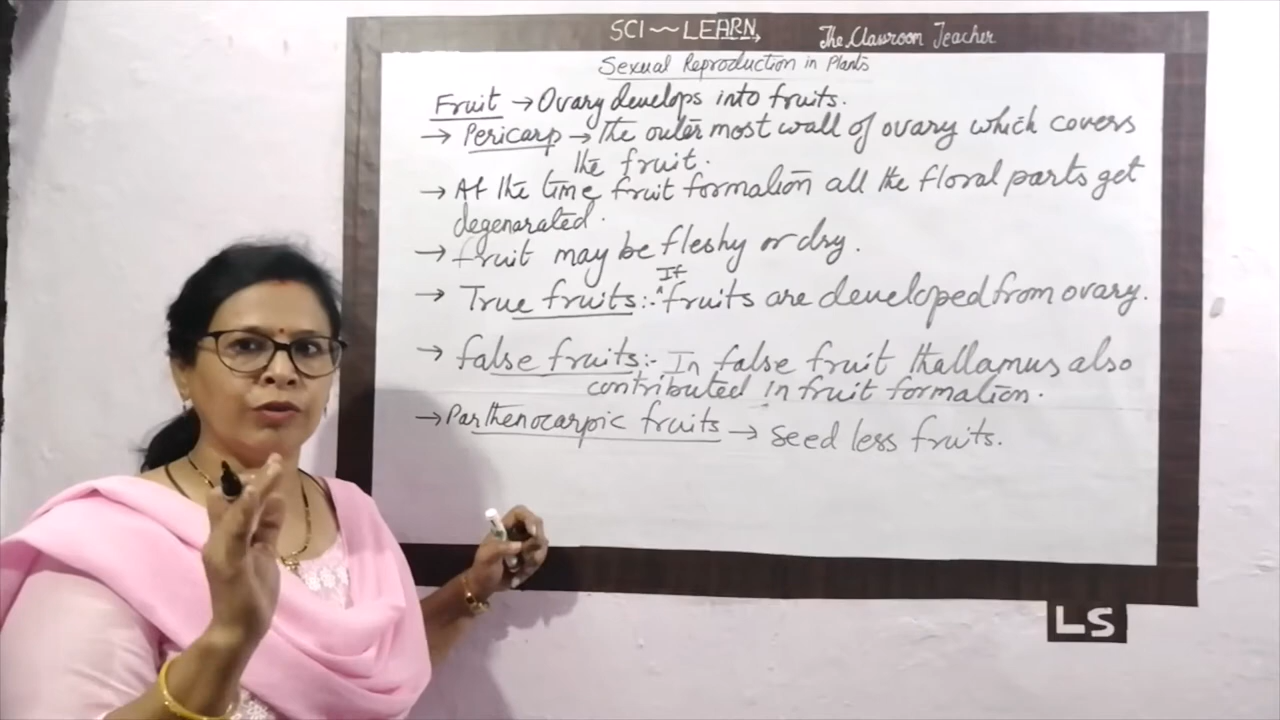 SCI~LEARN The Classroom Teacher
Sexual Reproduction in Plants
Fruit → Ovary develops into fruits.
→ Pericarp → The outer most wall of ovary which covers
the fruit.
→ At the time fruit formation all the floral parts get
degenarated.
→ fruit may be fleshy or dry.
If
→ True fruits:- ^ fruits are developed from ovary.
→ false fruits:- In false fruit thallamus also
contributed in fruit formation.
→ Parthenocarpic fruits → seed less fruits.
LS